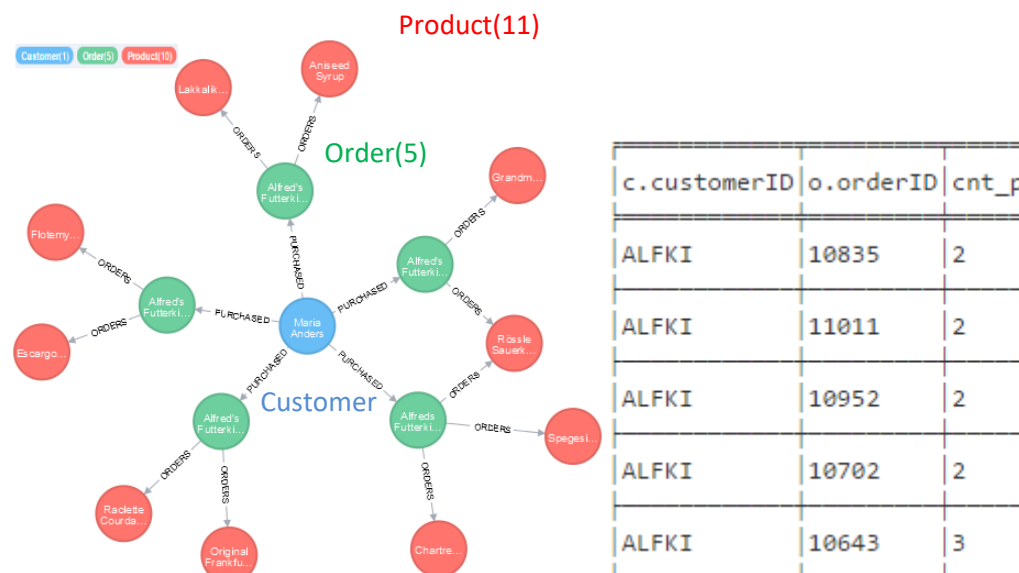 Product(11)
Customer(1) Order(5) Product(10)
Aniseed
Syrup
Lakkalik...
ORDERS
ORDERS
Order(5)
Alfred's
Futterki...
Grandm...
ORDERS
Flotemy...
PURCHASED
Alfred's
Futterki...
ORDERS
PURCHASED
ORDERS
Alfred's
Futterki...
PURCHASED
Maria
Anders
ORDERS
Escargo...
Rössle
Sauerk...
PURCHASED
PURCHASED
ORDERS
Customer
Alfred's
Futterki...
Alfreds
Futterki...
ORDERS
Spegesi...
ORDERS
ORDERS
ORDERS
Raclette
Courda...
Original
Frankfu...
Chartre...
c.customerID o.orderID cnt_p
ALFKI 10835 2
ALFKI 11011 2
ALFKI 10952 2
ALFKI 10702 2
ALFKI 10643 3